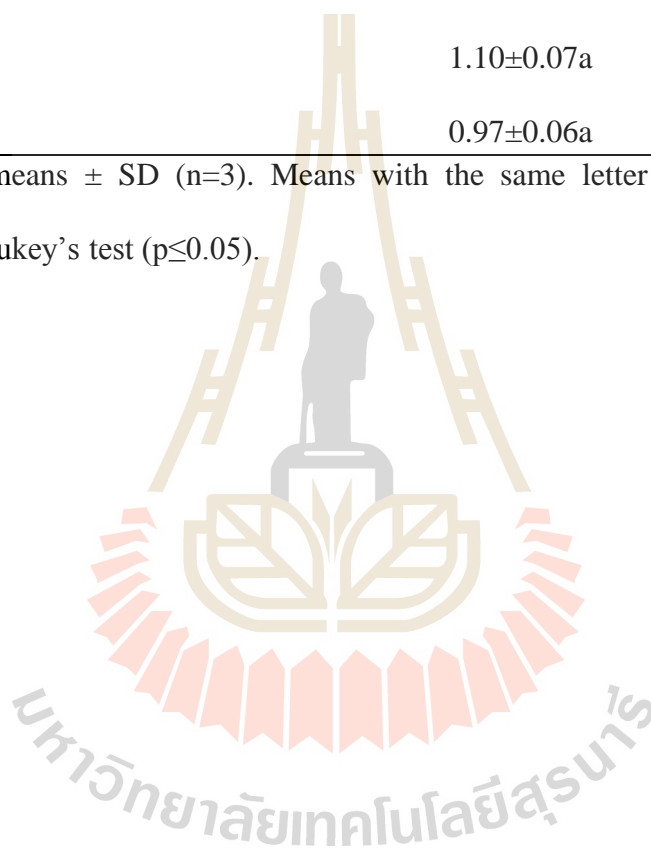 1.10±0.07a
0.97±0.06a
means ± SD (n=3). Means with the same letter
ukey’s test (p≤0.05).
มหาวิทยาลัยเทคโนโลยีสุรนารี